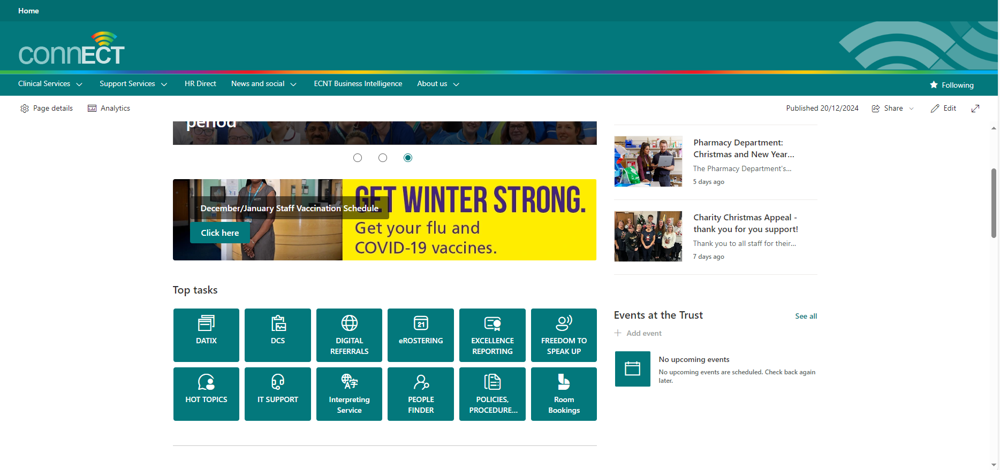 Home
connECT
Clinical Services
Support Services
HR Direct
News and social
ECNT Business Intelligence
About us
Following
Page details
Analytics
Published 20/12/2024
Share
Edit
period
December/January Staff Vaccination Schedule
Click here
GET WINTER STRONG.
Get your flu and
COVID-19 vaccines.
Pharmacy Department:
Christmas and New Year...
The Pharmacy Department's...
5 days ago
Charity Christmas Appeal -
thank you for you support!
Thank you to all staff for their...
7 days ago
Top tasks
DATIX
DCS
DIGITAL
REFERRALS
21
eROSTERING
EXCELLENCE
REPORTING
FREEDOM TO
SPEAK UP
HOT TOPICS
IT SUPPORT
A字
Interpreting
Service
PEOPLE
FINDER
POLICIES,
PROCEDURE...
Room
Bookings
Events at the Trust
See all
Add event
No upcoming events
No upcoming events are scheduled. Check back again
later.